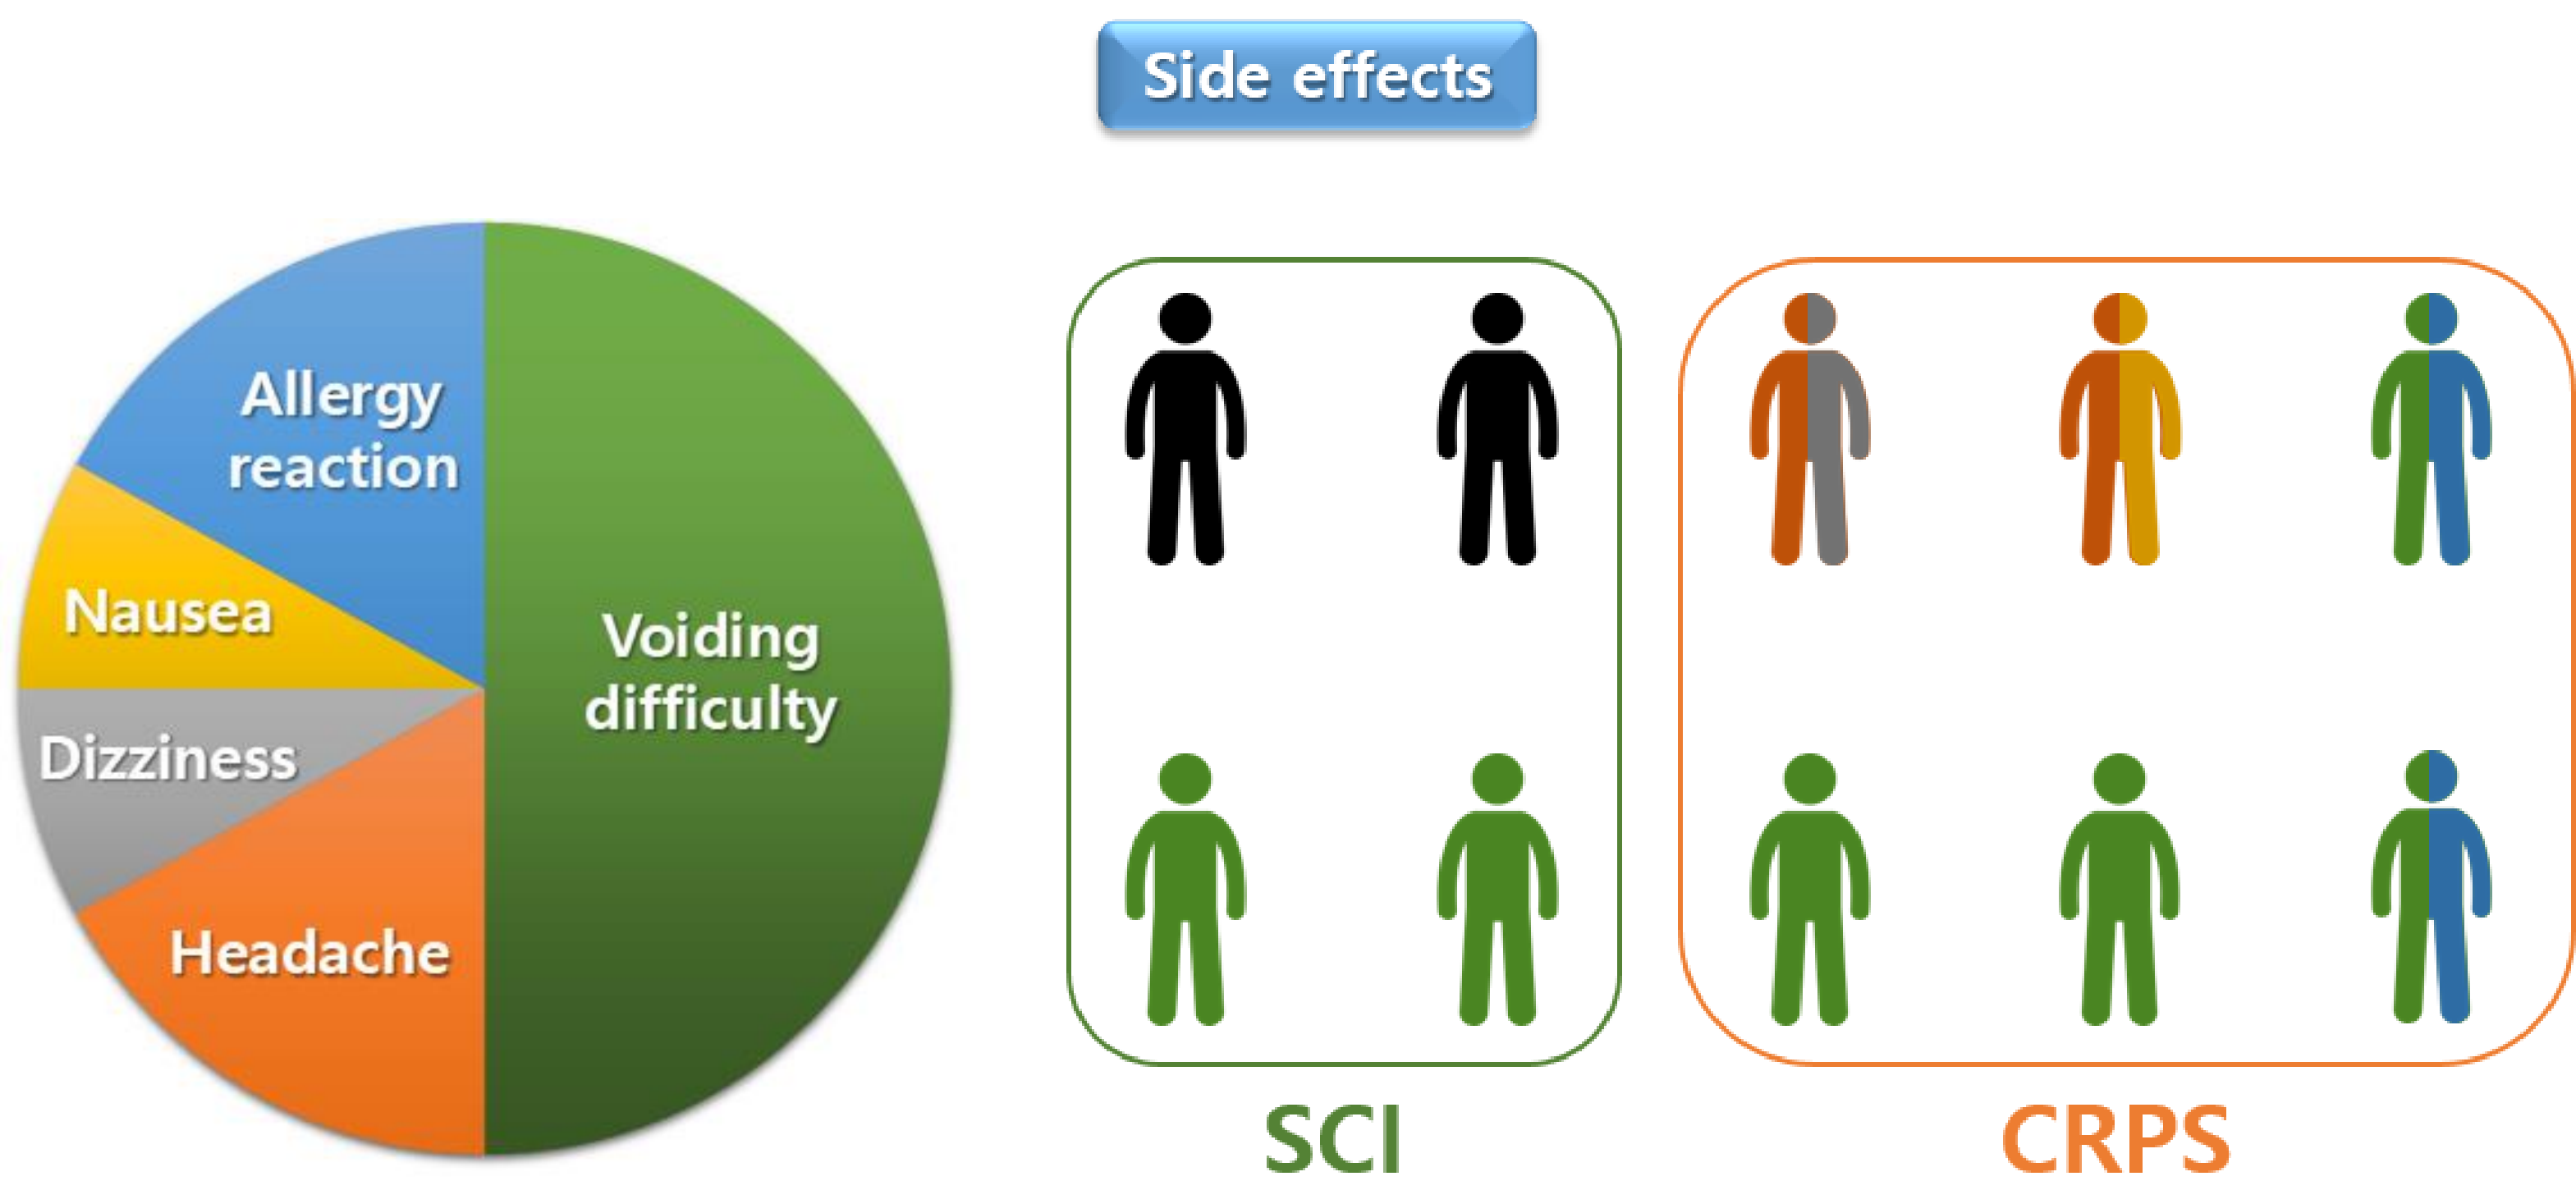 Side effects
Allergy
reaction
Nausea
Dizziness
Headache
Voiding
difficulty
SCI
CRPS